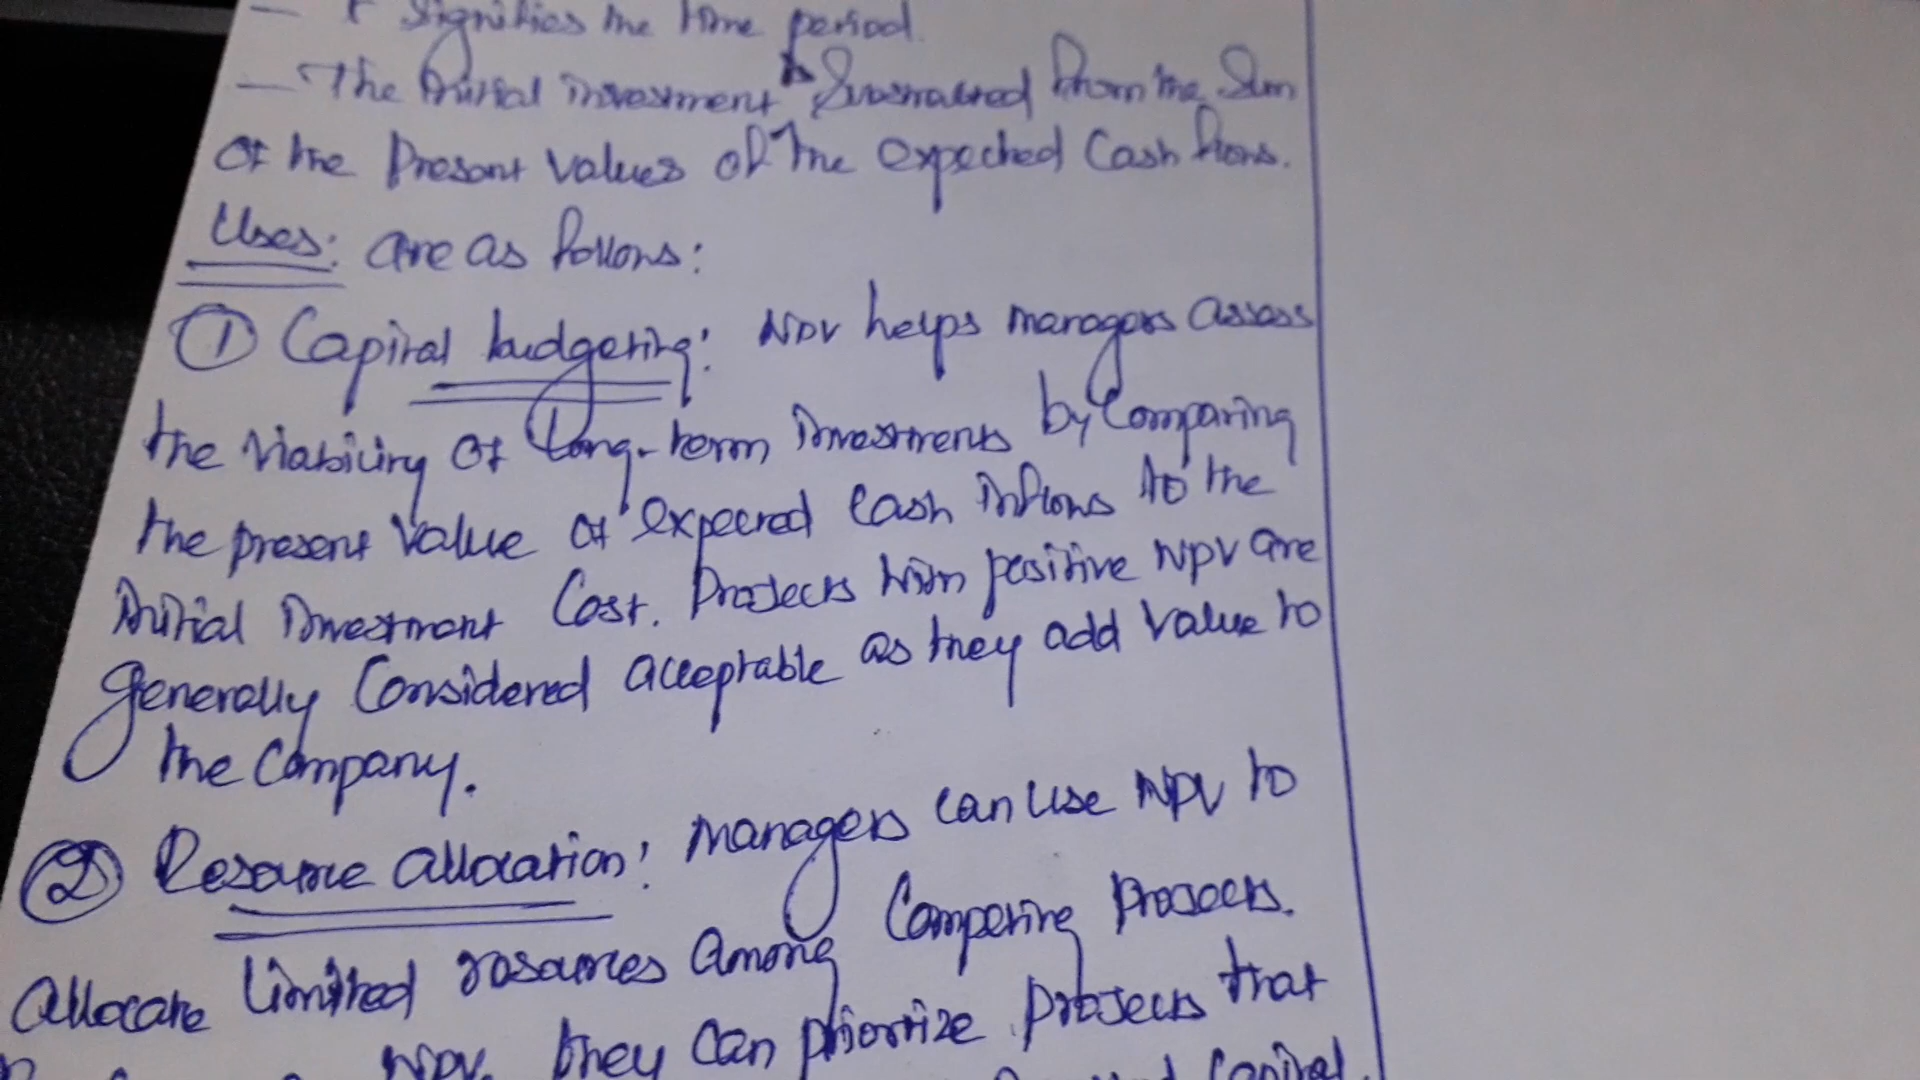 - t signifies the time period.
- The Initial investment is Subtracted from the Sum
of the Present values of the expected Cash flows.
Uses: are as follows:
① Capital budgeting: NPV helps managers assess
the viability of long-term investments by Comparing
the present value of expected cash inflows to the
initial investment Cost. Projects with positive NPV are
generally Considered acceptable as they add value to
the Company.
② Resource allocation: Managers can use NPV to
allocate limited resources among Competing Projects.
NPV, they can prioritize projects that
capital.